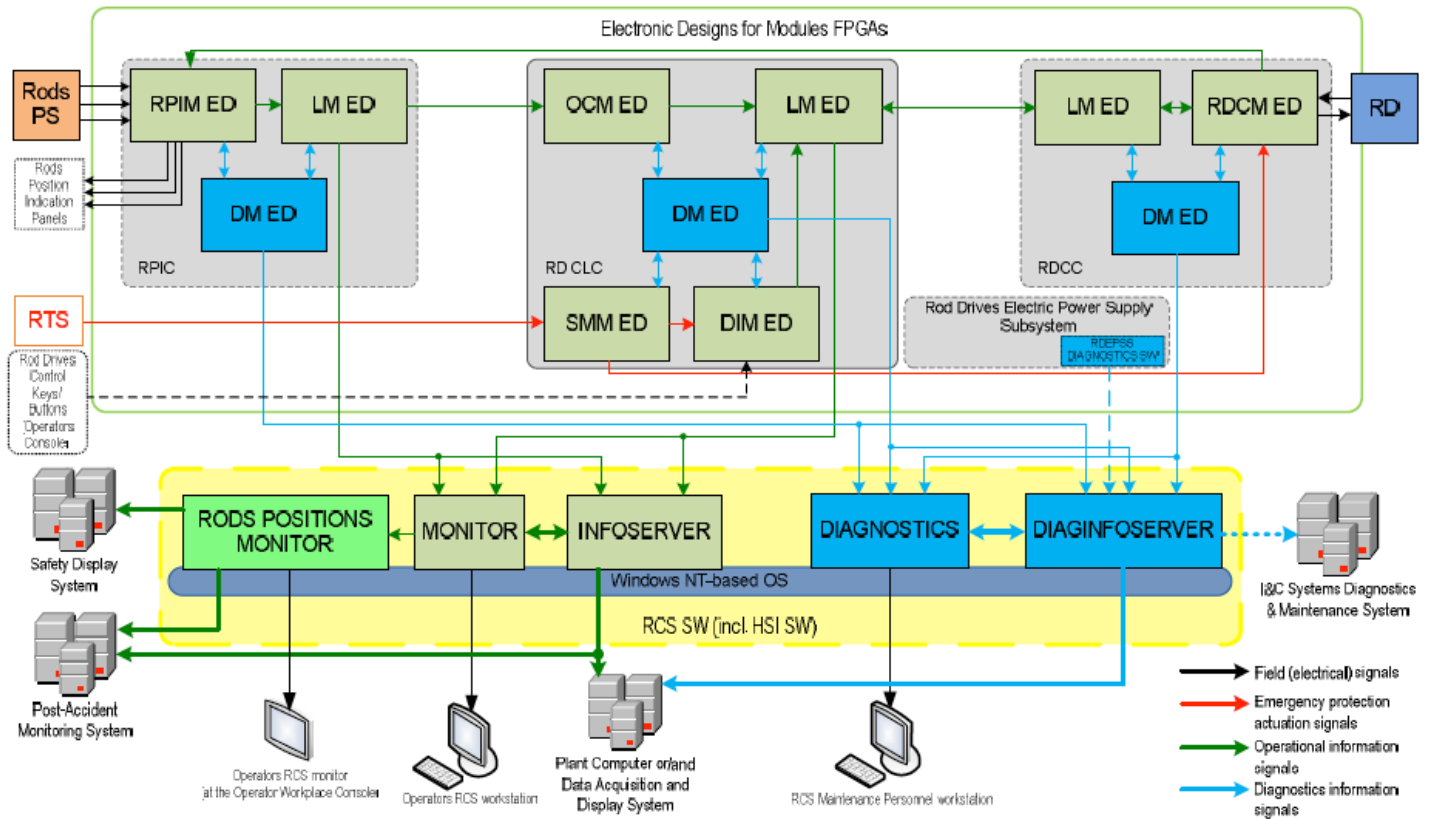 Electronic Designs for Modules FPGAs
Rods
PS
RPIM ED
LM ED
DM ED
RPIC
Rods
Position
Indication
Panels
OCM ED
LM ED
DM ED
RD CLC
SMM ED
DIM ED
LM ED
RDCM ED
DM ED
RDCC
RD
RTS
Rod Drives
Control
Keys/
Buttons
Operators
Console
Rod Drives Electric Power Supply
Subsystem
RDEPSS
DIAGNOSTICS SW
RODS POSITIONS
MONITOR
MONITOR
INFOSERVER
DIAGNOSTICS
DIAGINFOSERVER
Windows NT-based OS
RCS SW (incl. HSI SW)
Safety Display
System
Post-Accident
Monitoring System
I&C Systems Diagnostics
& Maintenance System
Operators RCS monitor
(at the Operator Workplace Console)
Operators RCS workstation
Plant Computer or/and
Data Acquisition and
Display System
RCS Maintenance Personnel workstation
Field (electrical) signals
Emergency protection
actuation signals
Operational information
signals
Diagnostics information
signals